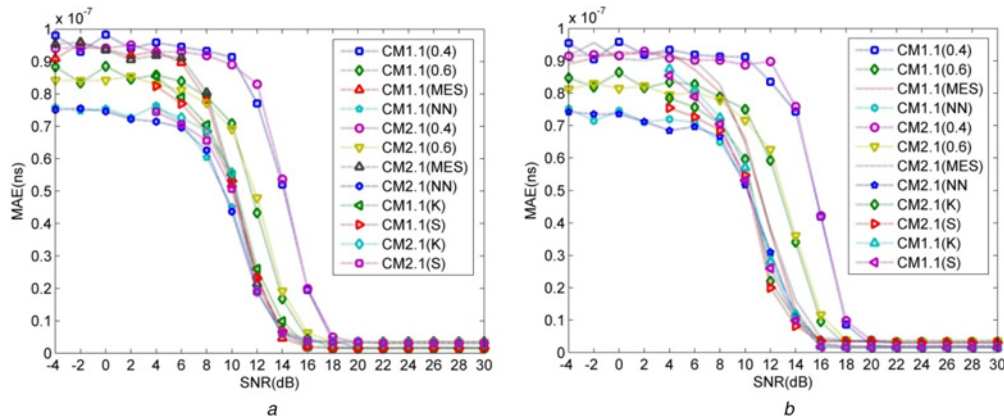 x 10^-7
1
0.9
0.8
0.7
0.6
0.5
0.4
0.3
0.2
0.1
0
MAE(ns)
-4 -2 0 2 4 6 8 10 12 14 16 18 20 22 24 26 28 30
SNR(dB)
CM1.1(0.4)
CM1.1(0.6)
CM1.1(MES)
CM1.1(NN)
CM2.1(0.4)
CM2.1(0.6)
CM2.1(MES)
CM2.1(NN)
CM1.1(K)
CM1.1(S)
CM2.1(K)
CM2.1(S)
a
x 10^-7
1
0.9
0.8
0.7
0.6
0.5
0.4
0.3
0.2
0.1
0
MAE(ns)
-4 -2 0 2 4 6 8 10 12 14 16 18 20 22 24 26 28 30
SNR(dB)
CM1.1(0.4)
CM1.1(0.6)
CM1.1(MES)
CM1.1(NN)
CM2.1(0.4)
CM2.1(0.6)
CM2.1(MES)
CM2.1(NN)
CM2.1(K)
CM2.1(S)
CM1.1(K)
CM1.1(S)
b